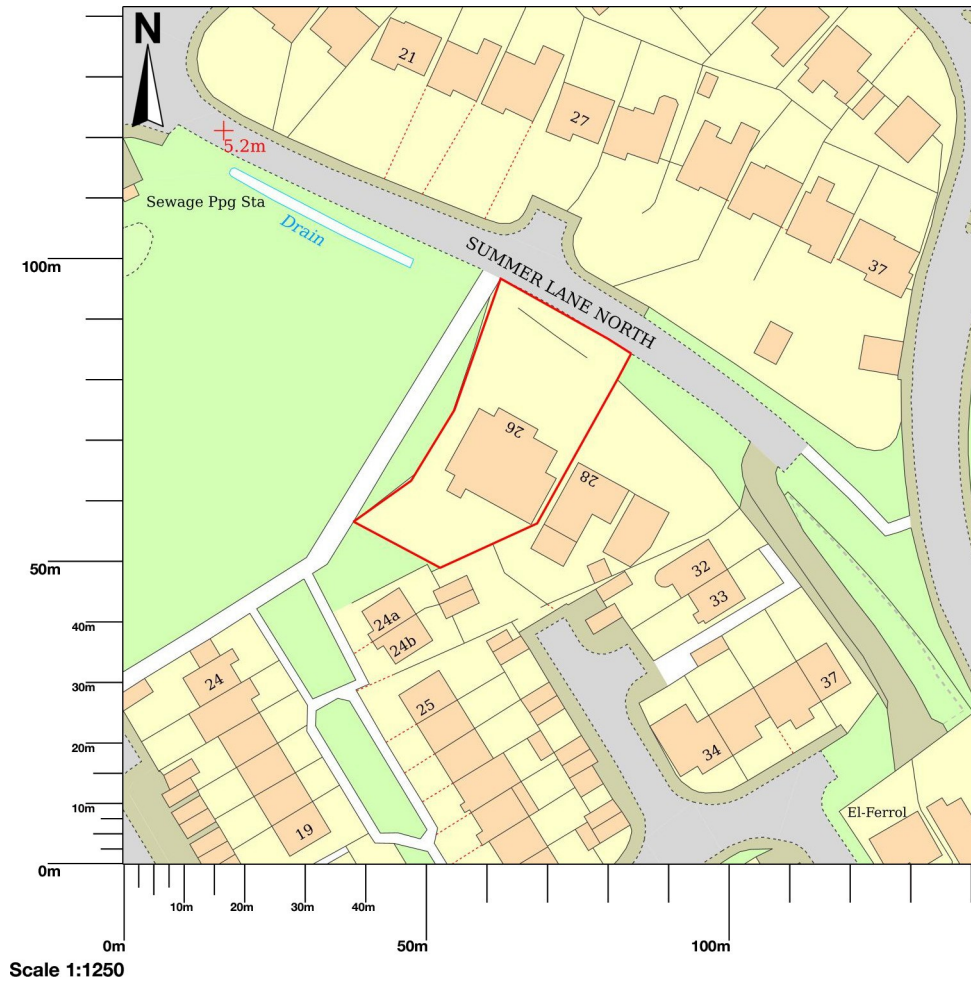 N
21
27
5.2m
Sewage Ppg Sta
Drain
SUMMER LANE NORTH
37
100m
26
28
50m
32
33
40m
24a
24b
30m
24
25
37
20m
34
10m
19
El-Ferrol
0m
10m
20m
30m
40m
0m
50m
100m
Scale 1:1250